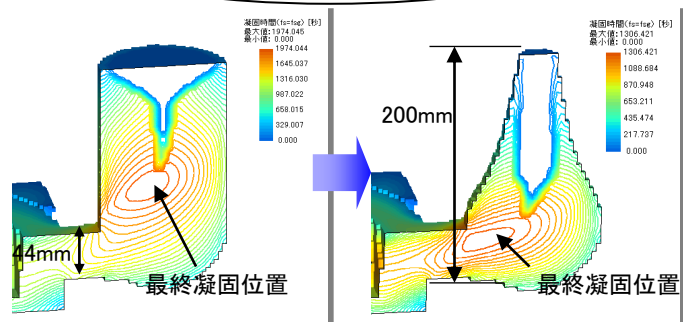 凝固時間(fs=fsg) [秒]
最大値:1974.045
最小値: 0.000
1974.044
1645.037
1316.030
987.022
658.015
329.007
0.000
44mm
最終凝固位置
凝固時間(fs=fsg) [秒]
最大値:1306.421
最小値: 0.000
1306.421
1088.684
870.948
653.211
435.474
217.737
0.000
200mm
最終凝固位置